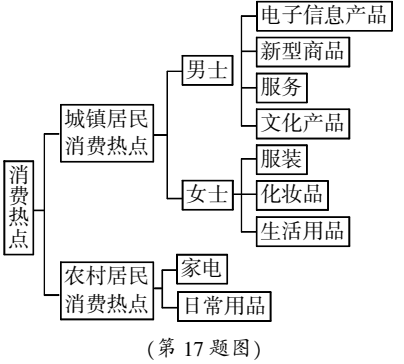 消费热点
城镇居民
消费热点
男士
电子信息产品
新型商品
服务
文化产品
女士
服装
化妆品
生活用品
农村居民
消费热点
家电
日常用品
(第 17 题图)